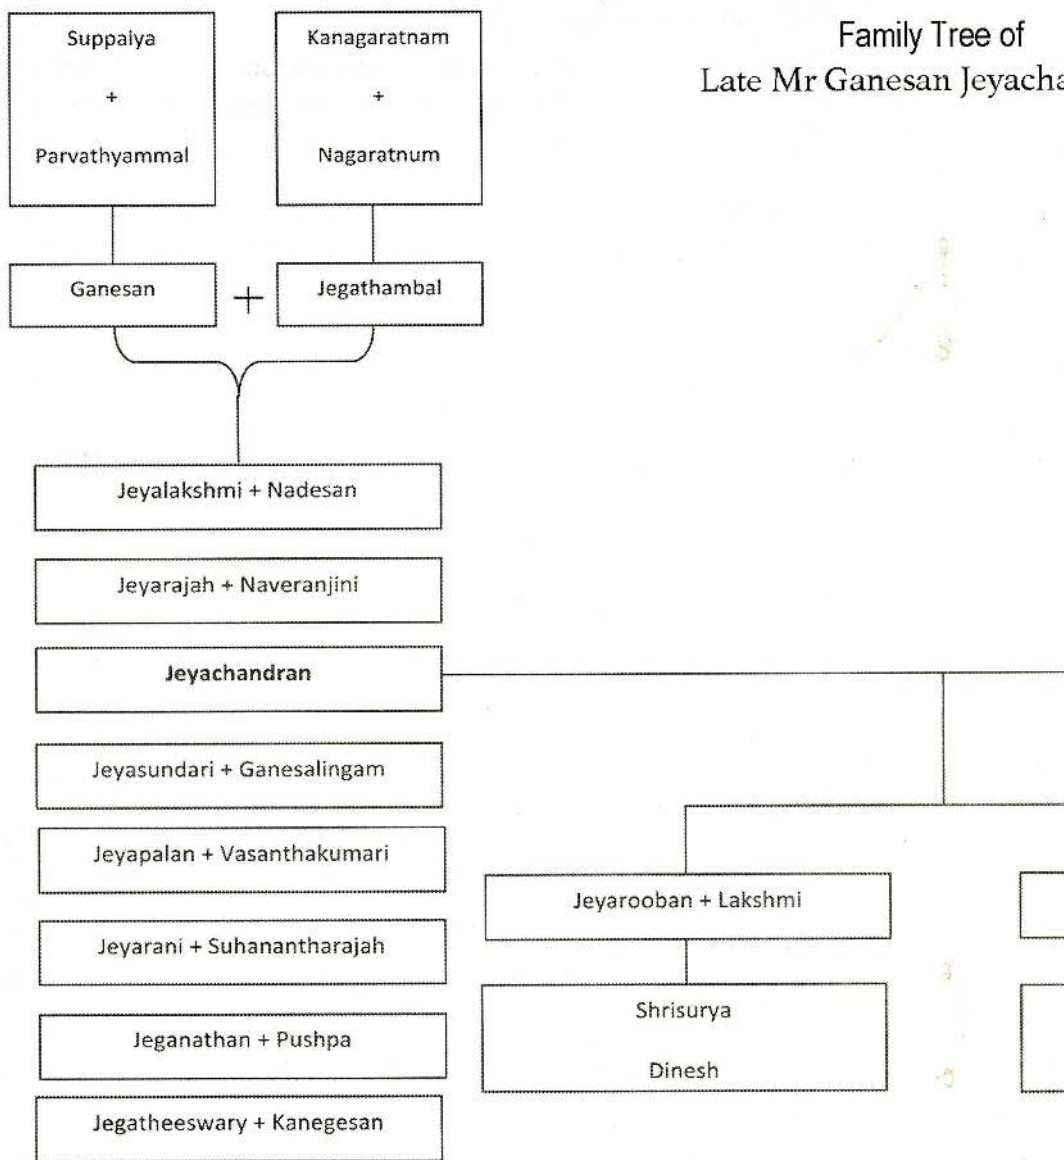 Family Tree of
Late Mr Ganesan
Suppaiya
+
Parvathyammal
Kanagaratnam
+
Nagaratnum
Ganesan
+
Jegathambal
Jeyalakshmi + Nadesan
Jeyarajah + Naveranjini
Jeyachandran
Jeyasundari + Ganesalingam
Jeyapalan + Vasanthakumari
Jeyarani + Suhanantharajah
Jeganathan + Pushpa
Jegatheeswary + Kanegesan
Jeyarooban + Lakshmi
Shrisurya
Dinesh